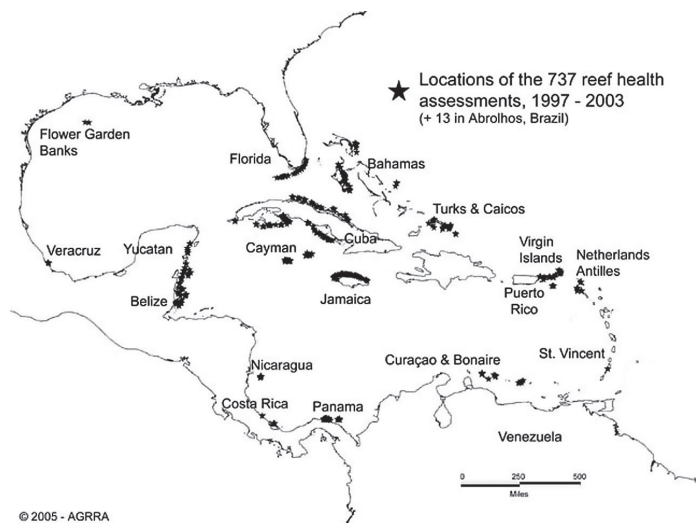 Locations of the 737 reef health
assessments, 1997 - 2003
(+ 13 in Abrolhos, Brazil)
Flower Garden
Banks
Florida
Bahamas
Turks & Caicos
Veracruz
Yucatan
Cayman
Cuba
Virgin
Islands
Netherlands
Antilles
Belize
Jamaica
Puerto
Rico
Nicaragua
Curaçao & Bonaire
St. Vincent
Costa Rica
Panama
Venezuela
0 200 500
Miles
© 2005 - AGRRA